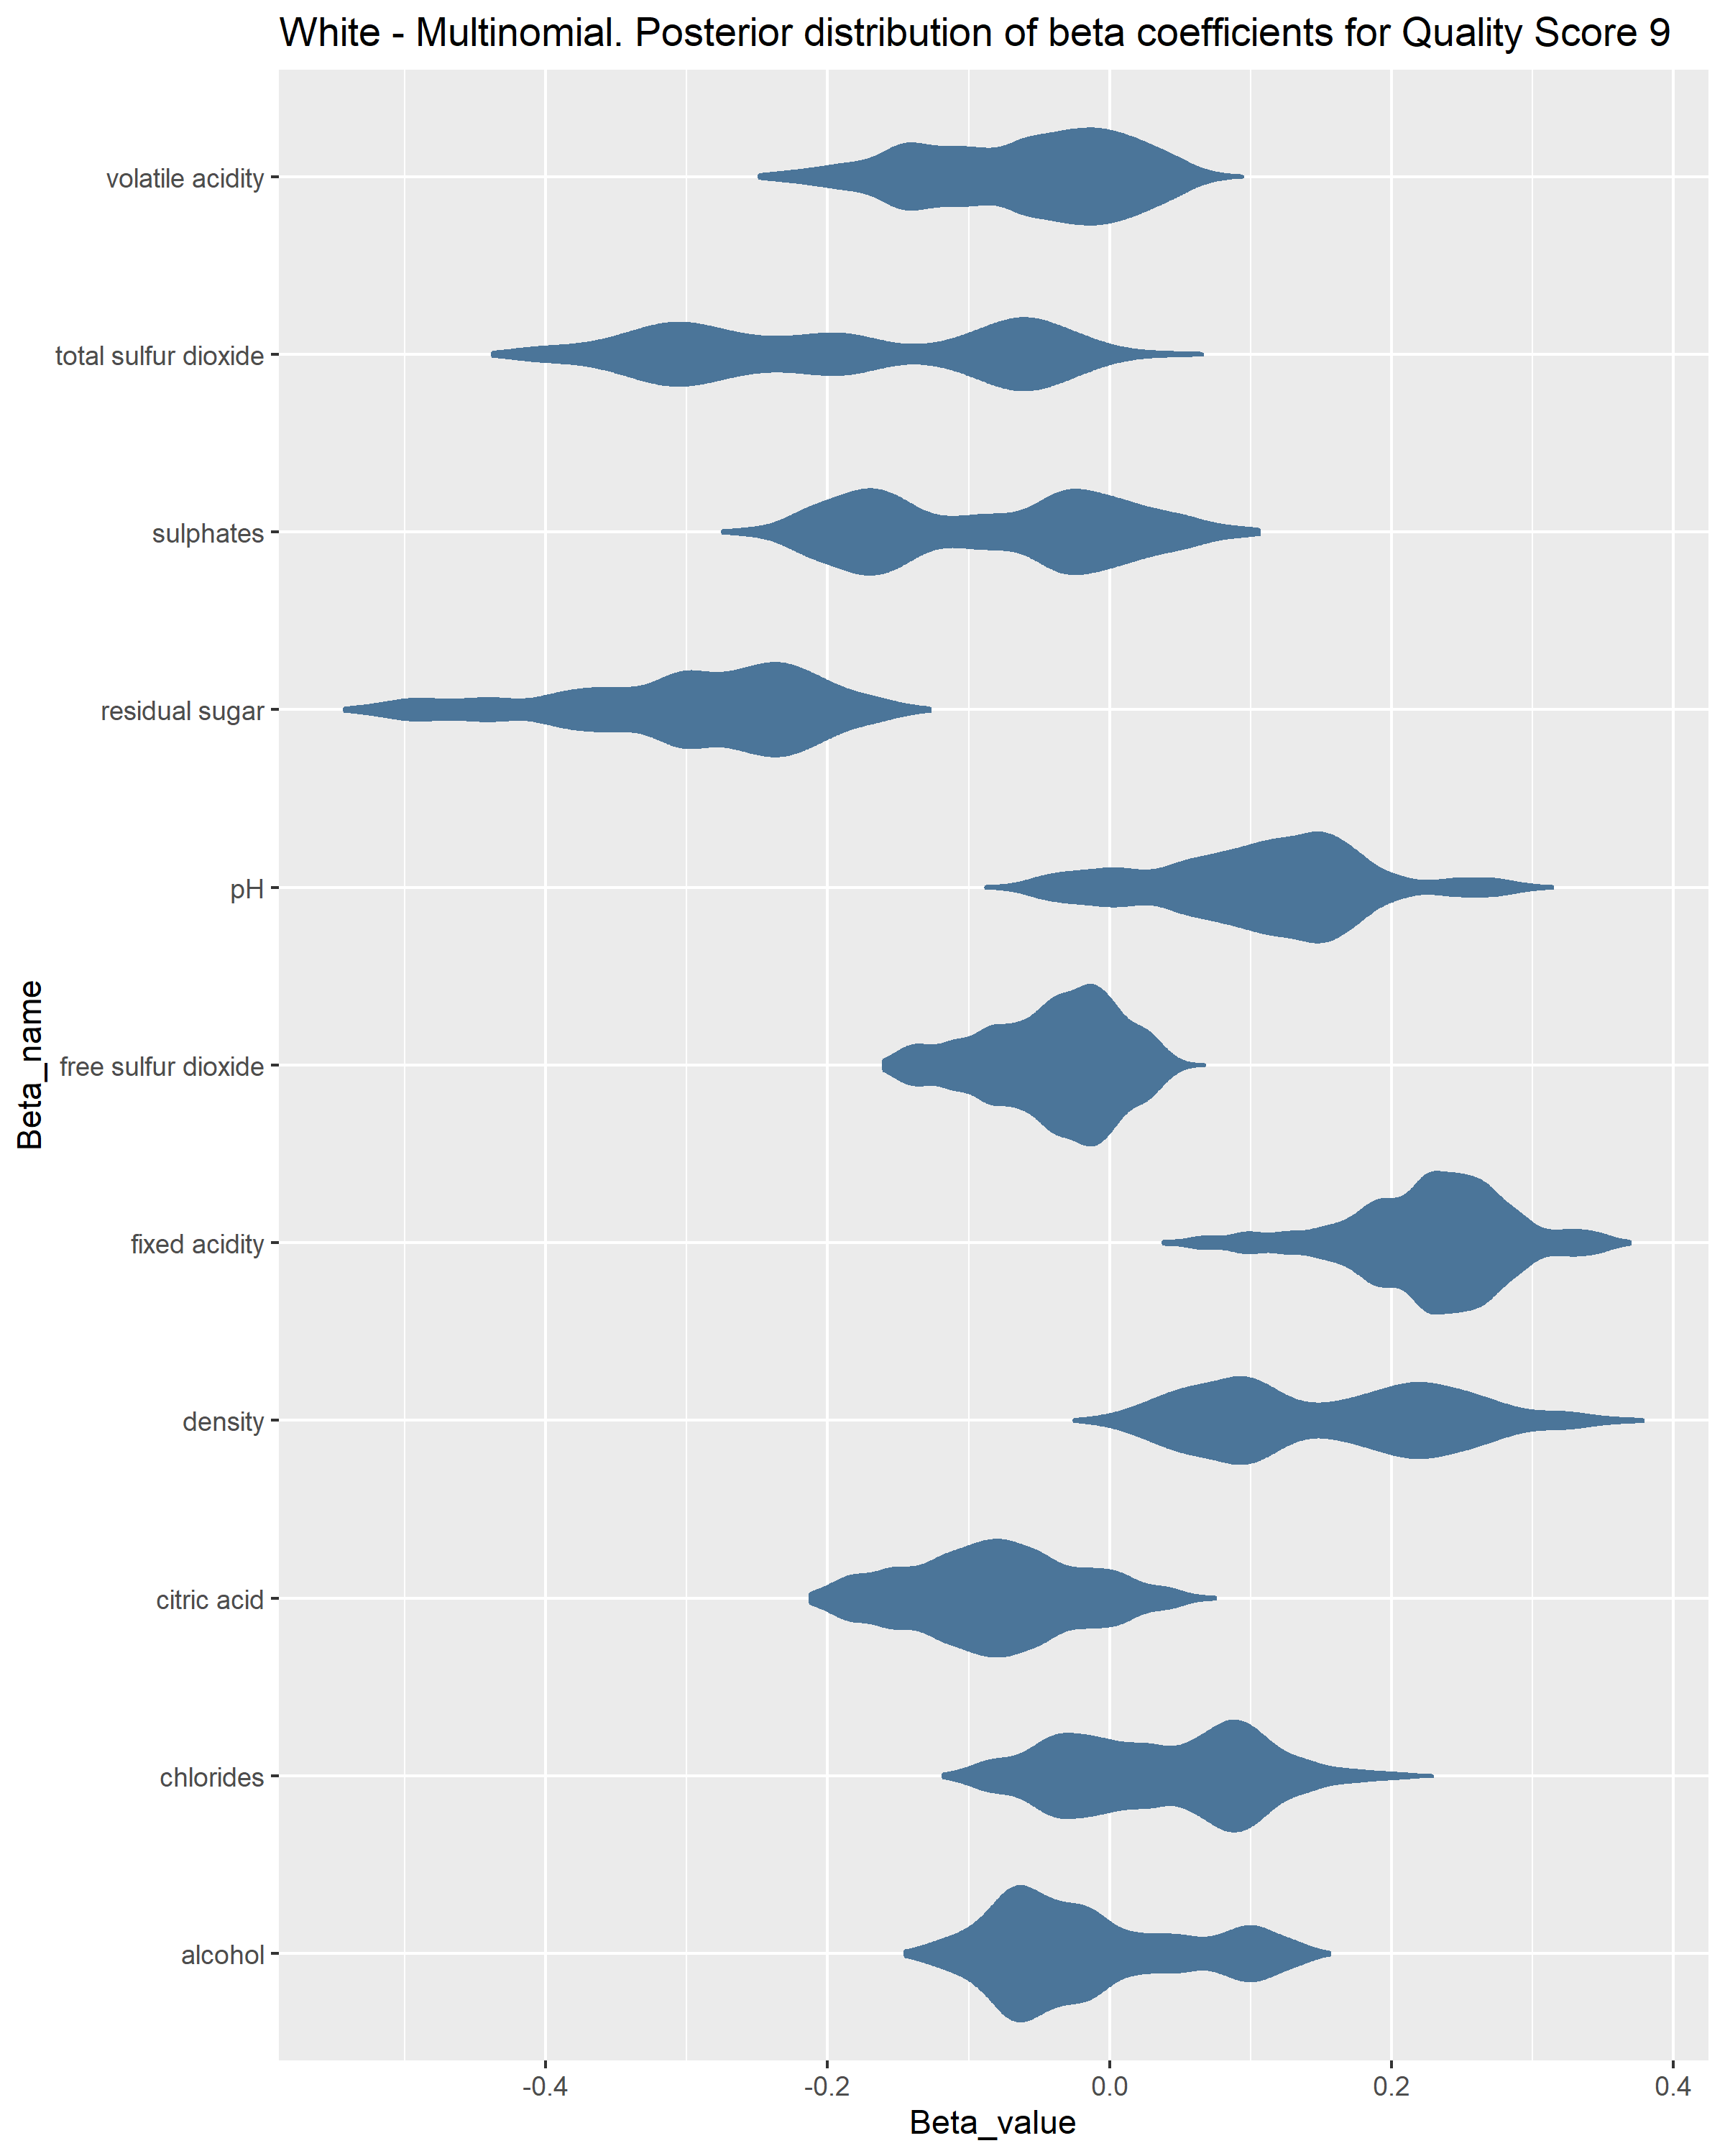 White - Multinomial. Posterior distribution of beta coefficients for Quality Score 9
volatile acidity
total sulfur dioxide
sulphates
residual sugar
pH
free sulfur dioxide
fixed acidity
density
citric acid
chlorides
alcohol
Beta_name
-0.4 -0.2 0.0 0.2 0.4
Beta_value